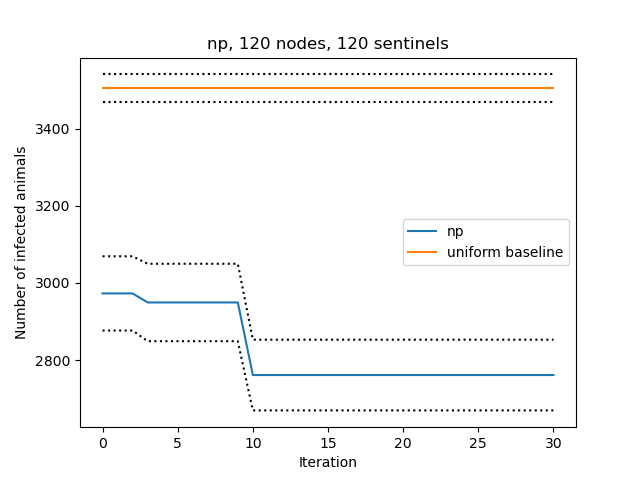 np, 120 nodes, 120 sentinels
Number of infected animals
3400
3200
3000
2800
np
uniform baseline
0 5 10 15 20 25 30
Iteration